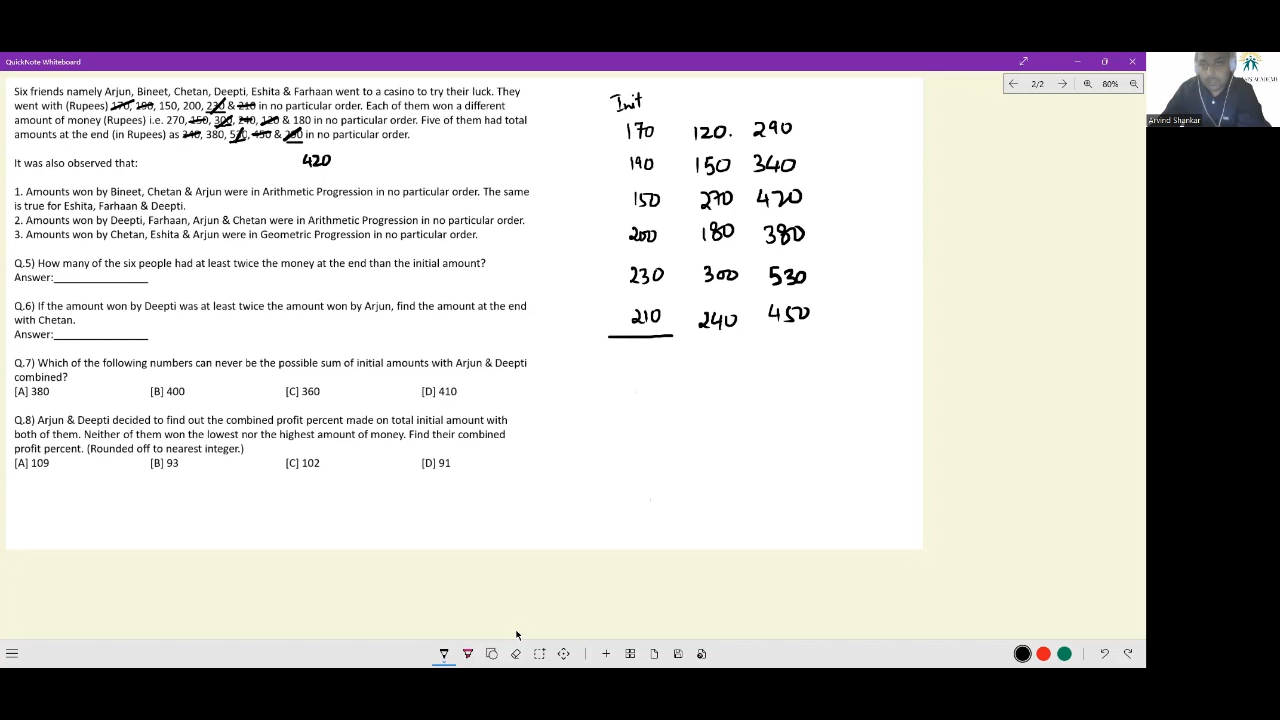 QuickNote Whiteboard
80%
Six friends namely Arjun, Bineet, Chetan, Deepti, Eshita & Farhaan went to a casino to try their luck. They
went with (Rupees) 170, 190, 150, 200, 230 & 210 in no particular order. Each of them won a different
amount of money (Rupees) i.e. 270, 150, 300, 240, 120 & 180 in no particular order. Five of them had total
amounts at the end (in Rupees) as 340, 380, 530, 450 & 290 in no particular order.
420
It was also observed that:
1. Amounts won by Bineet, Chetan & Arjun were in Arithmetic Progression in no particular order. The same
is true for Eshita, Farhaan & Deepti.
2. Amounts won by Deepti, Farhaan, Arjun & Chetan were in Arithmetic Progression in no particular order.
3. Amounts won by Chetan, Eshita & Arjun were in Geometric Progression in no particular order.
Q.5) How many of the six people had at least twice the money at the end than the initial amount?
Answer:________________
Q.6) If the amount won by Deepti was at least twice the amount won by Arjun, find the amount at the end
with Chetan.
Answer:________________
Q.7) Which of the following numbers can never be the possible sum of initial amounts with Arjun & Deepti
combined?
[A] 380 [B] 400 [C] 360 [D] 410
Q.8) Arjun & Deepti decided to find out the combined profit percent made on total initial amount with
both of them. Neither of them won the lowest nor the highest amount of money. Find their combined
profit percent. (Rounded off to nearest integer.)
[A] 109 [B] 93 [C] 102 [D] 91
Init
170 120. 290
190 150 340
150 270 420
200 180 380
230 300 530
210 240 450
2/2
Arvind Shankar